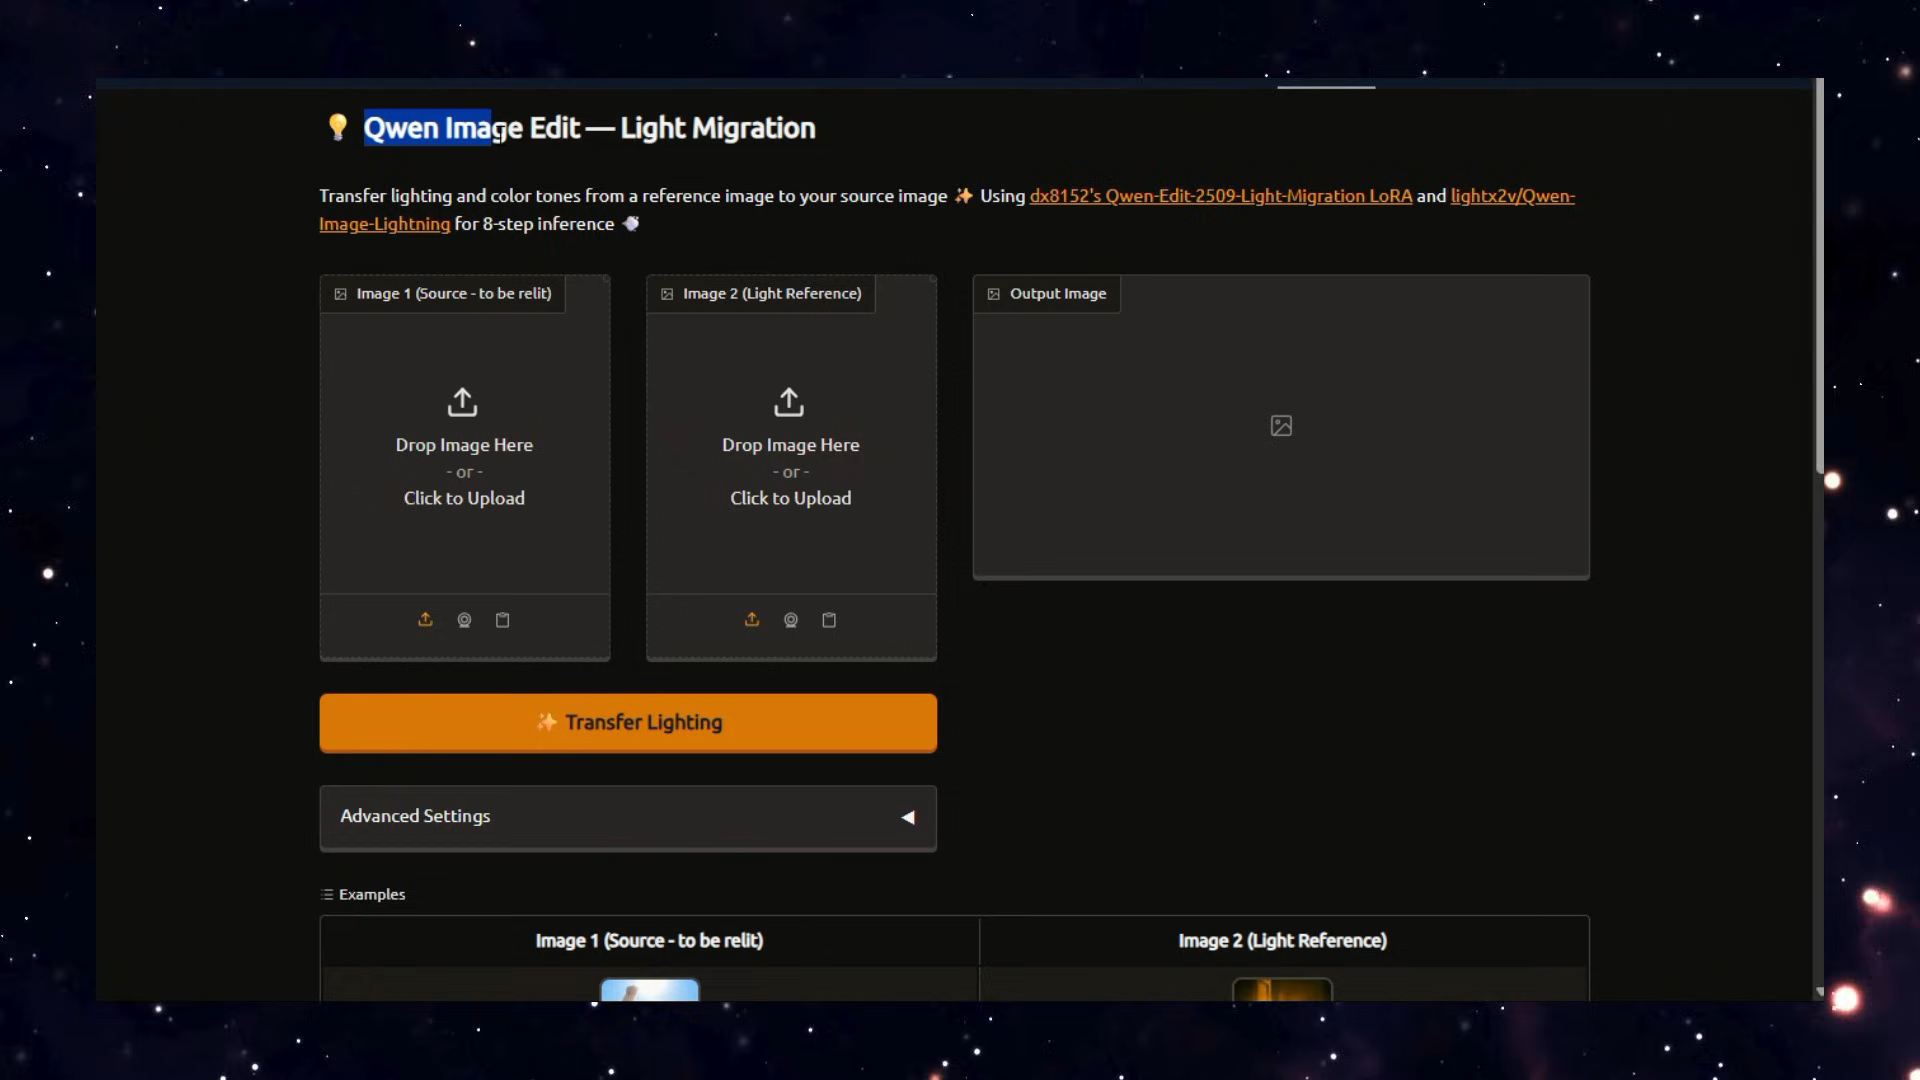 Qwen Image Edit — Light Migration
Transfer lighting and color tones from a reference image to your source image ✨ Using dx8152's Qwen-Edit-2509-Light-Migration LoRA and lightx2v/Qwen-
Image-Lightning for 8-step inference
Image 1 (Source - to be relit)
Image 2 (Light Reference)
Output Image
Drop Image Here
- or -
Click to Upload
Drop Image Here
- or -
Click to Upload
✨ Transfer Lighting
Advanced Settings
Examples
Image 1 (Source - to be relit)
Image 2 (Light Reference)